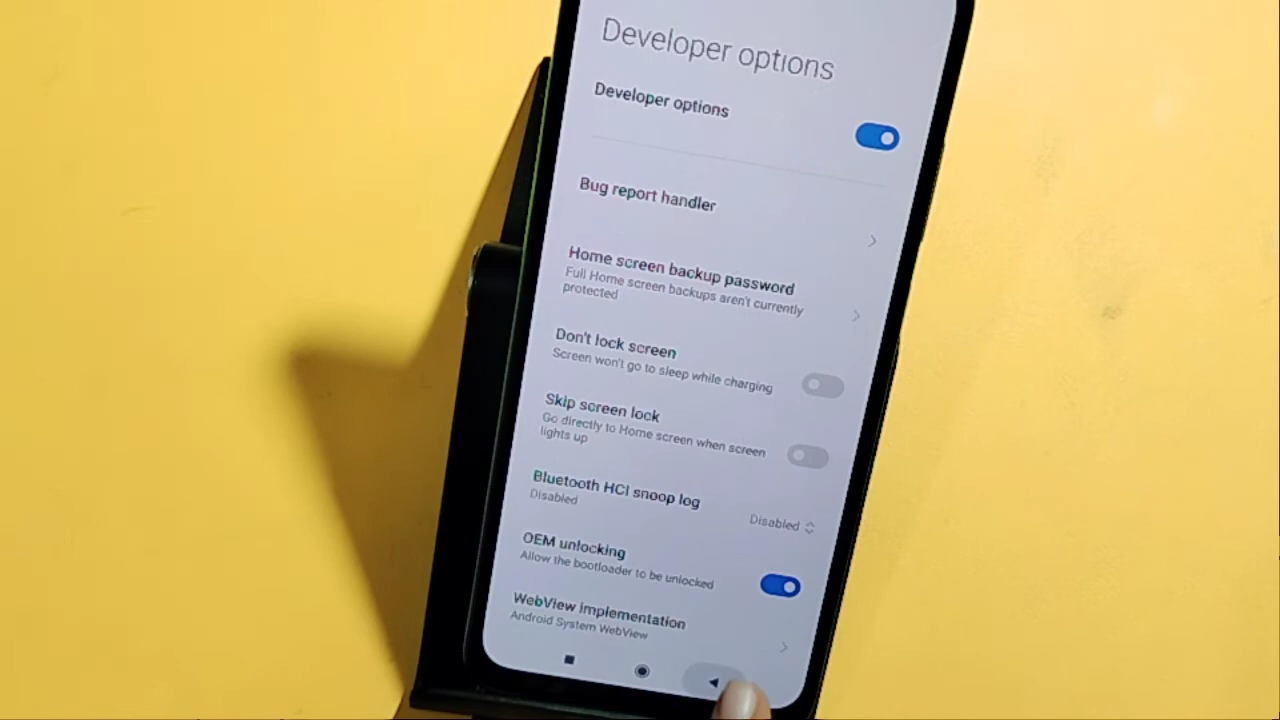 Developer options
Developer options
Bug report handler
Home screen backup password
Full Home screen backups aren't currently
protected
Don't lock screen
Screen won't go to sleep while charging
Skip screen lock
Go directly to Home screen when screen
lights up
Bluetooth HCI snoop log
Disabled
Disabled
OEM unlocking
Allow the bootloader to be unlocked
WebView implementation
Android System WebView